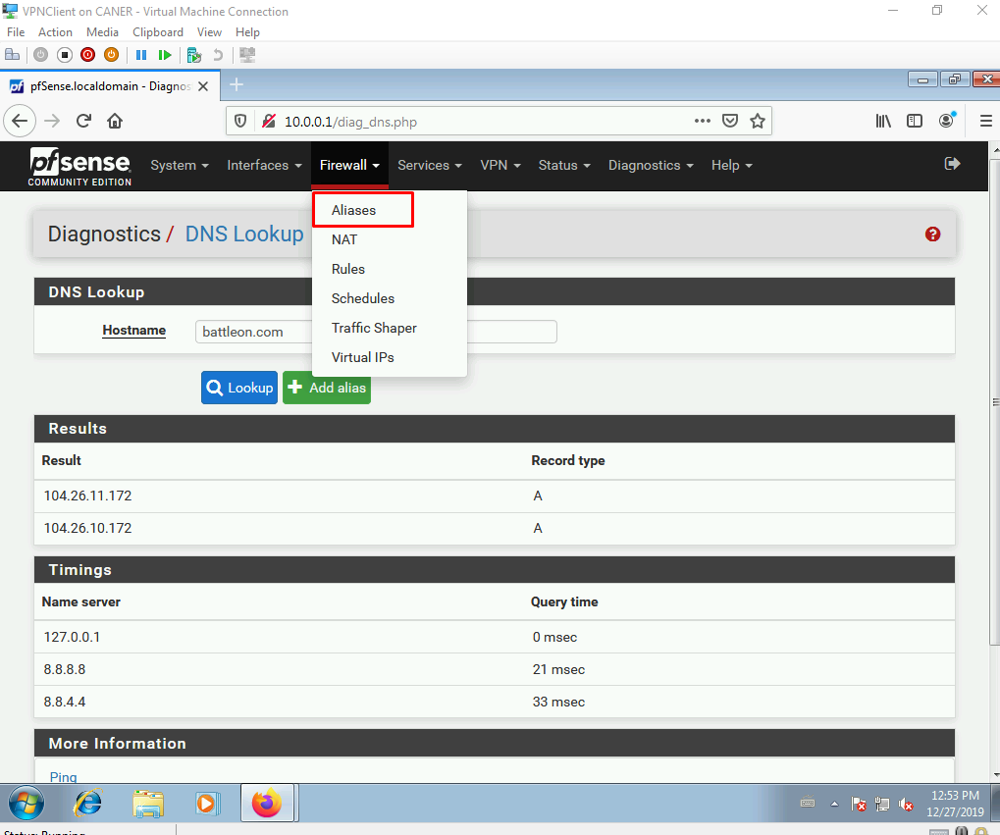 VPNClient on CANER - Virtual Machine Connection
File Action Media Clipboard View Help
pfSense.localdomain - Diagnos
10.0.0.1/diag_dns.php
pfsense
COMMUNITY EDITION
System Interfaces Firewall Services VPN Status Diagnostics Help
Aliases
NAT
Rules
Schedules
Traffic Shaper
Virtual IPs
Diagnostics / DNS Lookup
DNS Lookup
Hostname battleon.com
Lookup Add alias
Results
Result Record type
104.26.11.172 A
104.26.10.172 A
Timings
Name server Query time
127.0.0.1 0 msec
8.8.8.8 21 msec
8.8.4.4 33 msec
More Information
Ping
12:53 PM
12/27/2019
Status: Running